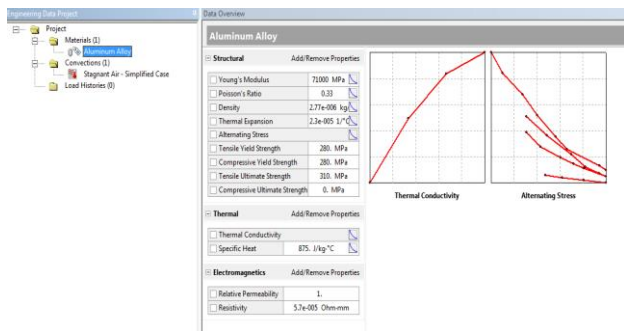 Engineering Data Project
Project
Materials (1)
Aluminum Alloy
Convections (1)
Stagnant Air - Simplified Case
Load Histories (0)
Data Overview
Aluminum Alloy
Structural Add/Remove Properties
Young's Modulus 71000 MPa
Poisson's Ratio 0.33
Density 2.77e-006 kg/
Thermal Expansion 2.3e-005 1/°C
Alternating Stress
Tensile Yield Strength 280. MPa
Compressive Yield Strength 280. MPa
Tensile Ultimate Strength 310. MPa
Compressive Ultimate Strength 0. MPa
Thermal Add/Remove Properties
Thermal Conductivity
Specific Heat 875. J/kg·°C
Electromagnetics Add/Remove Properties
Relative Permeability 1.
Resistivity 5.7e-005 Ohm-mm
Thermal Conductivity
Alternating Stress